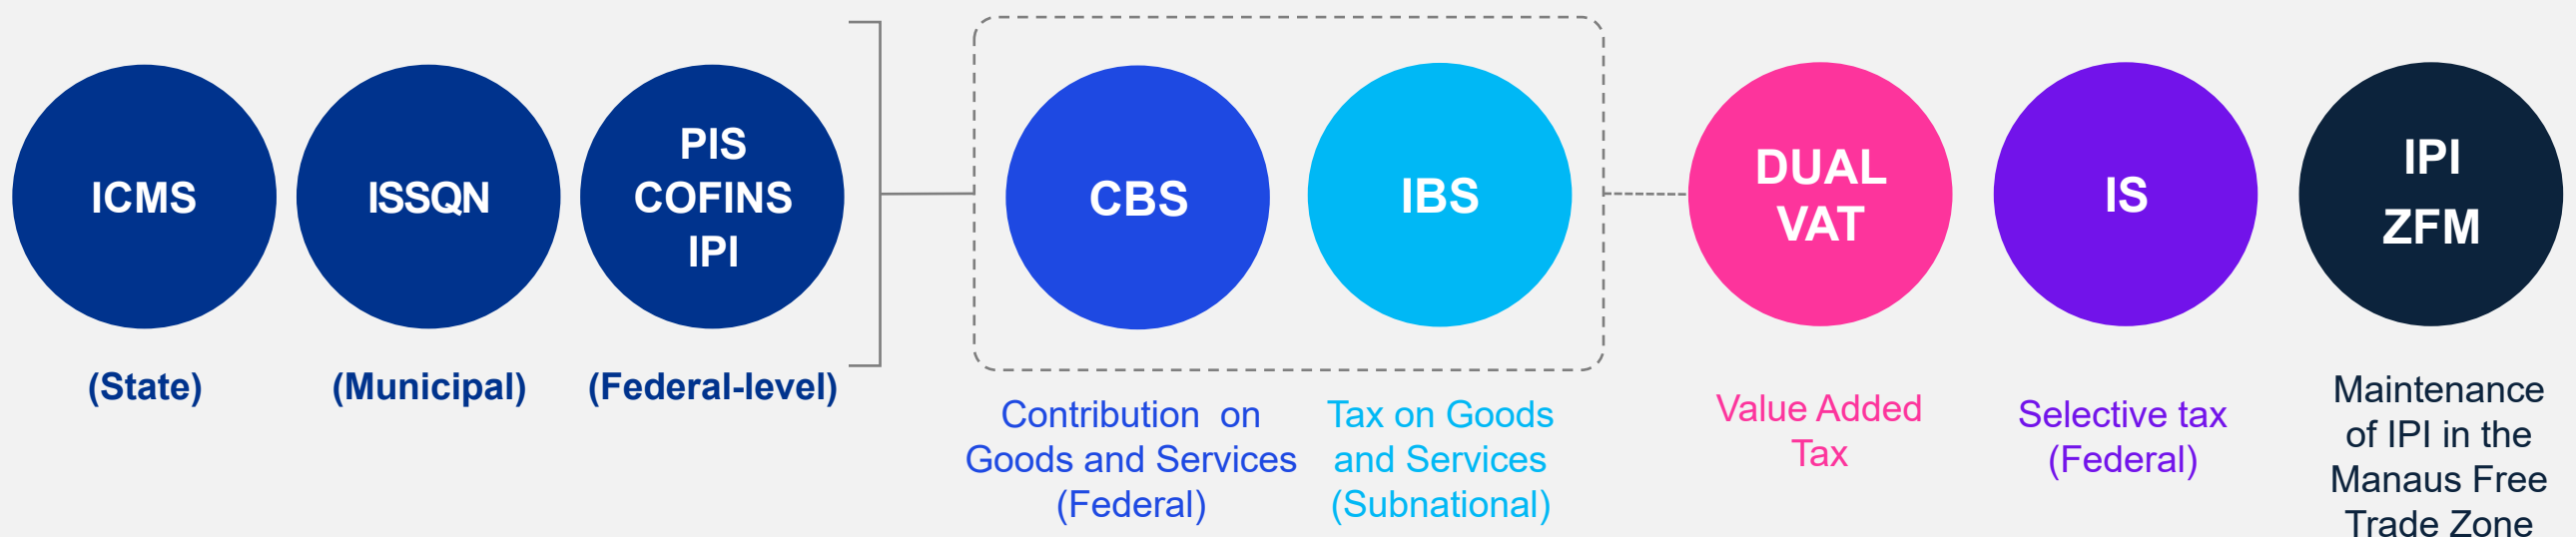 ICMS
(State)
ISSQN
(Municipal)
PIS
COFINS
IPI
(Federal-level)
CBS
Contribution on
Goods and Services
(Federal)
IBS
Tax on Goods
and Services
(Subnational)
DUAL
VAT
Value Added
Tax
IS
Selective tax
(Federal)
IPI
ZFM
Maintenance
of IPI in the
Manaus Free
Trade Zone